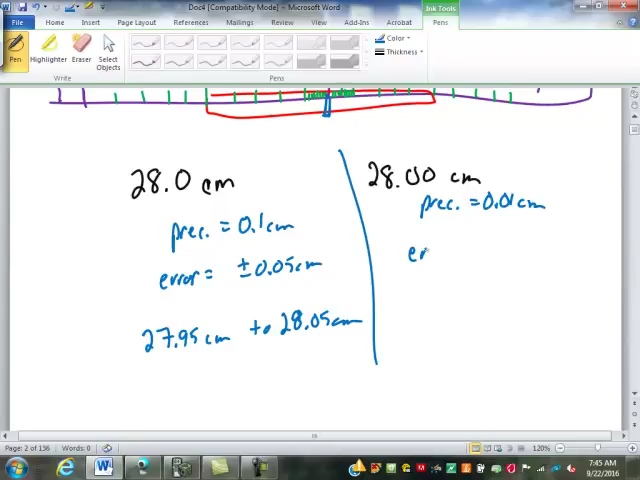 Doc4 [Compatibility Mode] - Microsoft Word
Ink Tools
File Home Insert Page Layout References Mailings Review View Add-Ins Acrobat Pens
Pen Highlighter Eraser Select Objects
Color
Thickness
Write Pens
28.0 cm
prec. = 0.1cm
error = ±0.05cm
27.95cm to 28.05cm
28.00 cm
prec. = 0.01cm
er
Page: 2 of 136 Words: 0 120%
7:45 AM
9/22/2016